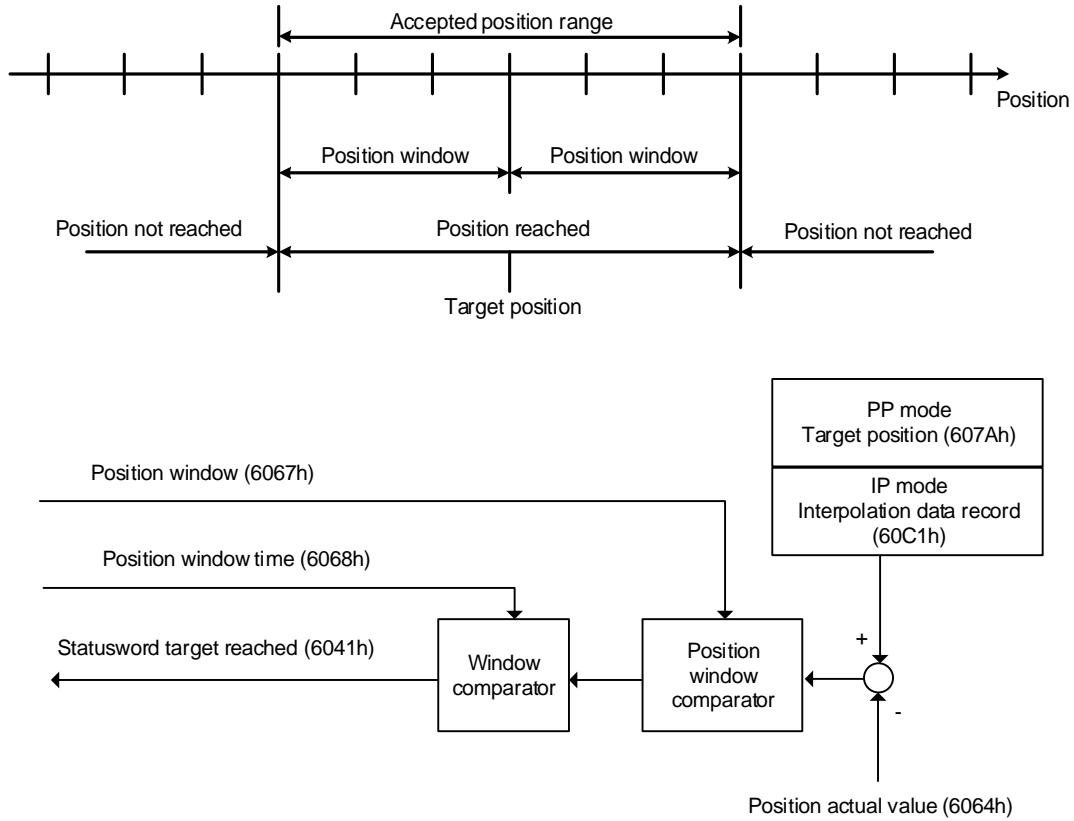 Accepted position range
Position
Position window
Position window
Position not reached
Position reached
Position not reached
Target position
PP mode
Target position (607Ah)
IP mode
Interpolation data record
(60C1h)
Position window (6067h)
Position window time (6068h)
Statusword target reached (6041h)
Window
comparator
Position
window
comparator
+
-
Position actual value (6064h)